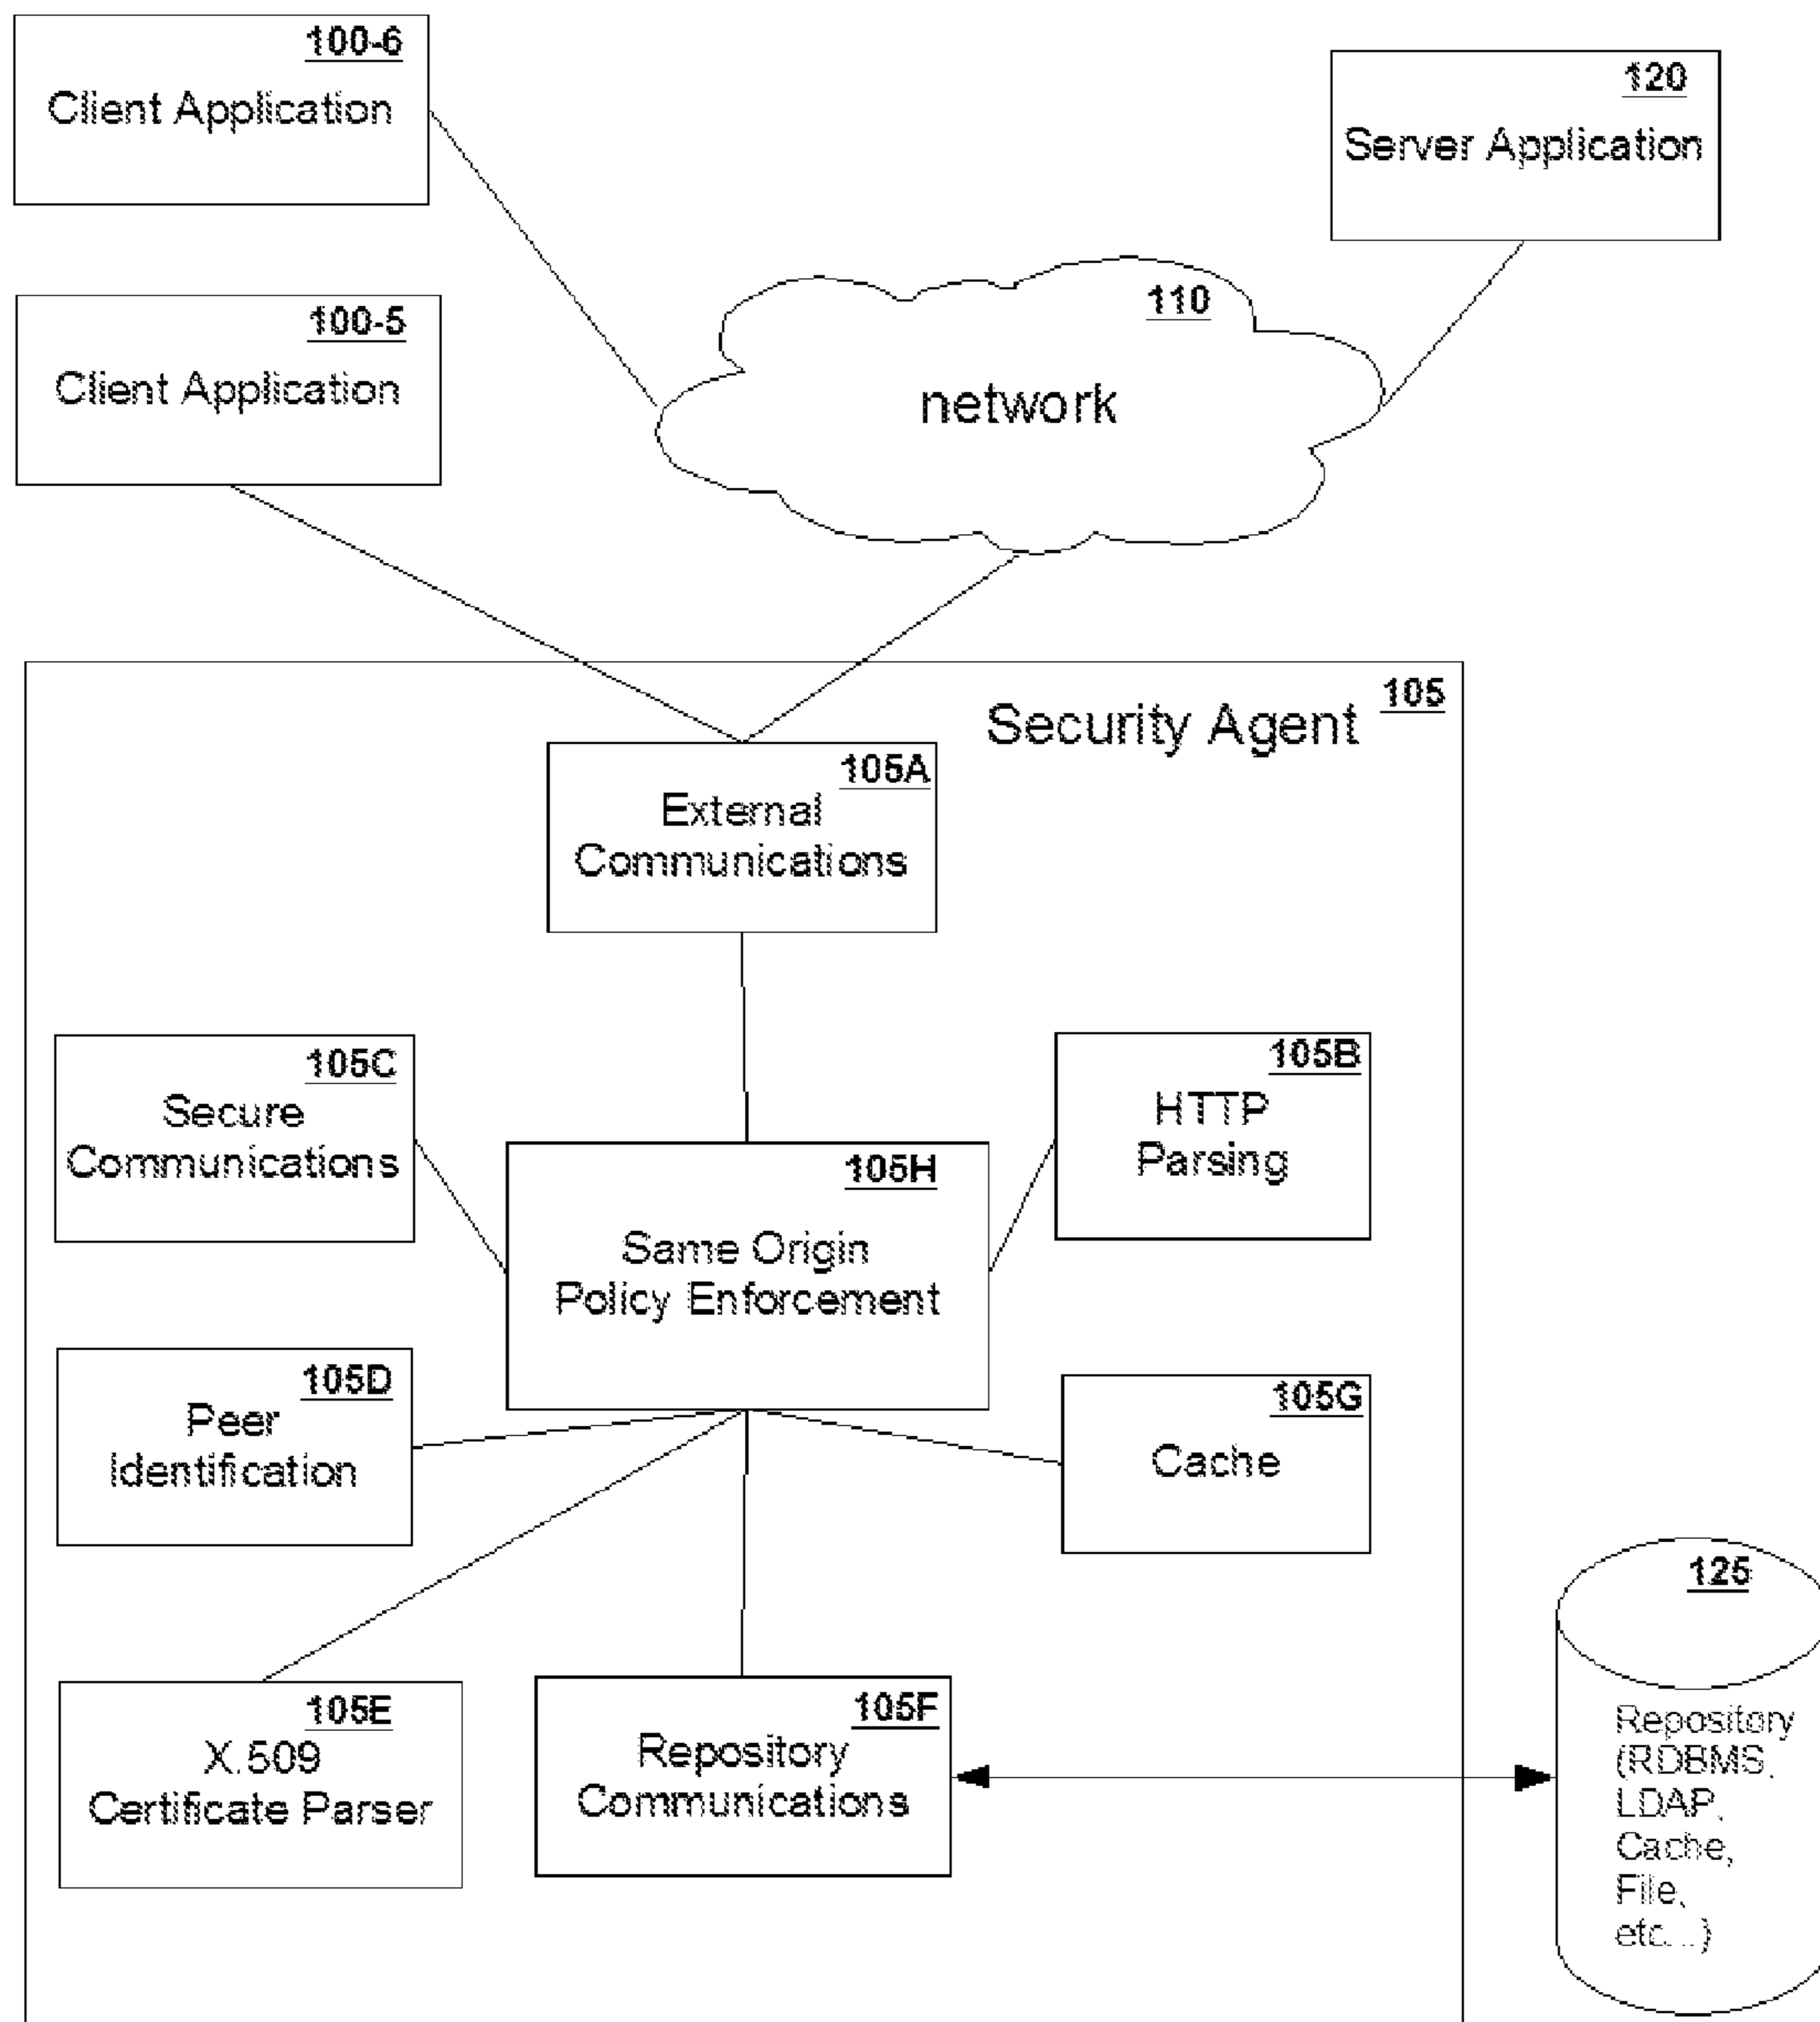 100-6
Client Application
120
Server Application
100-5
Client Application
110
network
105
Security Agent
105A
External
Communications
105C
Secure
Communications
105B
HTTP
Parsing
105H
Same Origin
Policy Enforcement
105D
Peer
Identification
105G
Cache
105E
X.509
Certificate Parser
105F
Repository
Communications
125
Repository
(RDBMS,
LDAP,
Cache,
File,
etc...)